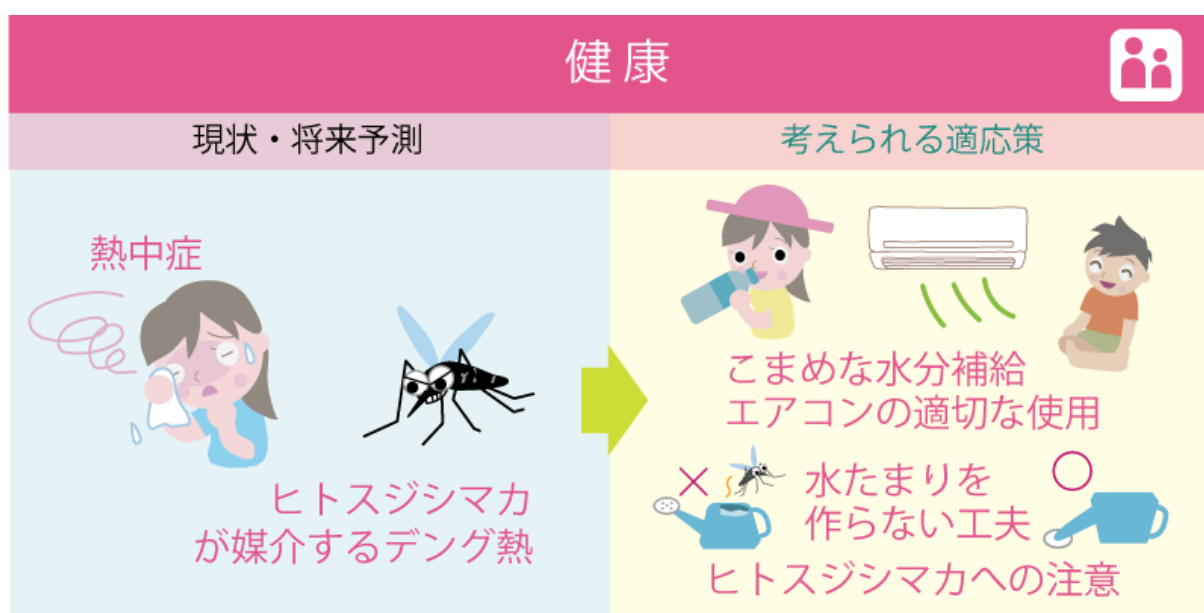 健康
現状・将来予測
考えられる適応策
熱中症
ヒトスジシマカ
が媒介するデング熱
こまめな水分補給
エアコンの適切な使用
水たまりを
作らない工夫
ヒトスジシマカへの注意